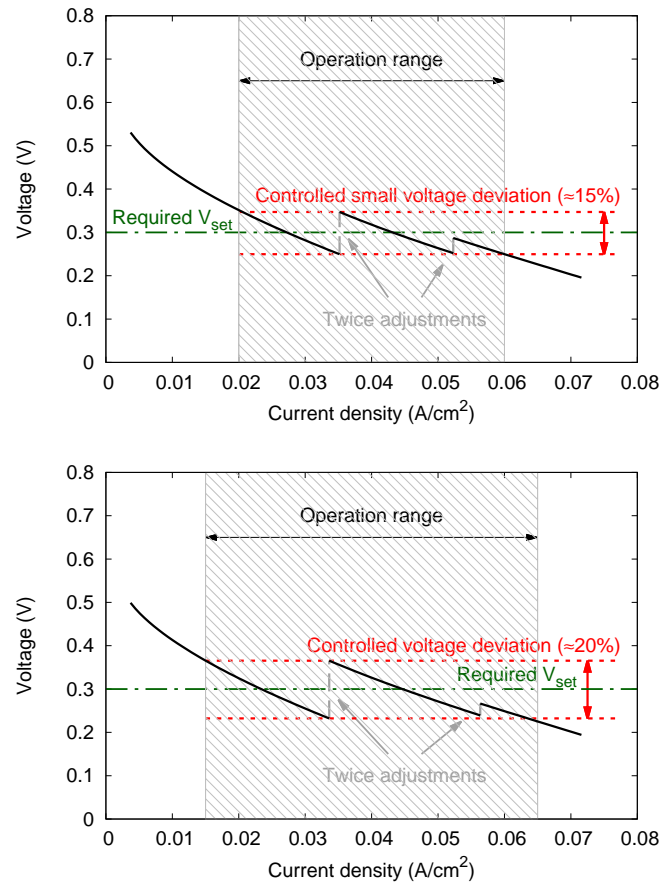 0.8
0.7
0.6
0.5
0.4
0.3
0.2
0.1
0
Voltage (V)
Operation range
Controlled small voltage deviation (≈15%)
Required Vset
Twice adjustments
0 0.01 0.02 0.03 0.04 0.05 0.06 0.07 0.08
Current density (A/cm2)
0.8
0.7
0.6
0.5
0.4
0.3
0.2
0.1
0
Voltage (V)
Operation range
Controlled voltage deviation (≈20%)
Required Vset
Twice adjustments
0 0.01 0.02 0.03 0.04 0.05 0.06 0.07 0.08
Current density (A/cm2)